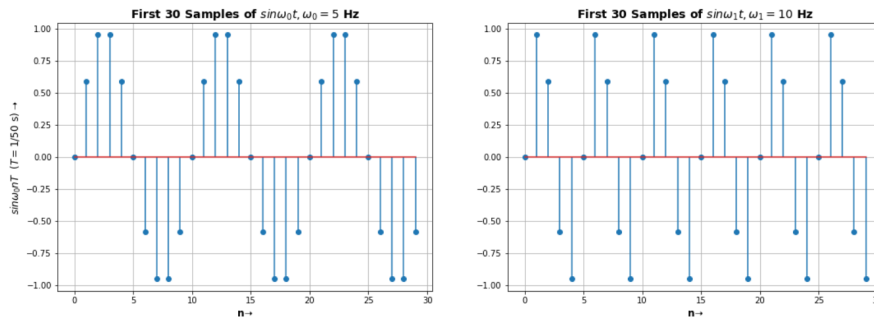 First 30 Samples of sinω₀t, ω₀ = 5 Hz
1.00
0.75
0.50
0.25
0.00
−0.25
−0.50
−0.75
−1.00
sinω₀nT (T = 1/50 s) →
0 5 10 15 20 25 30
n→
First 30 Samples of sinω₁t, ω₁ = 10 Hz
1.00
0.75
0.50
0.25
0.00
−0.25
−0.50
−0.75
−1.00
0 5 10 15 20 25
n→